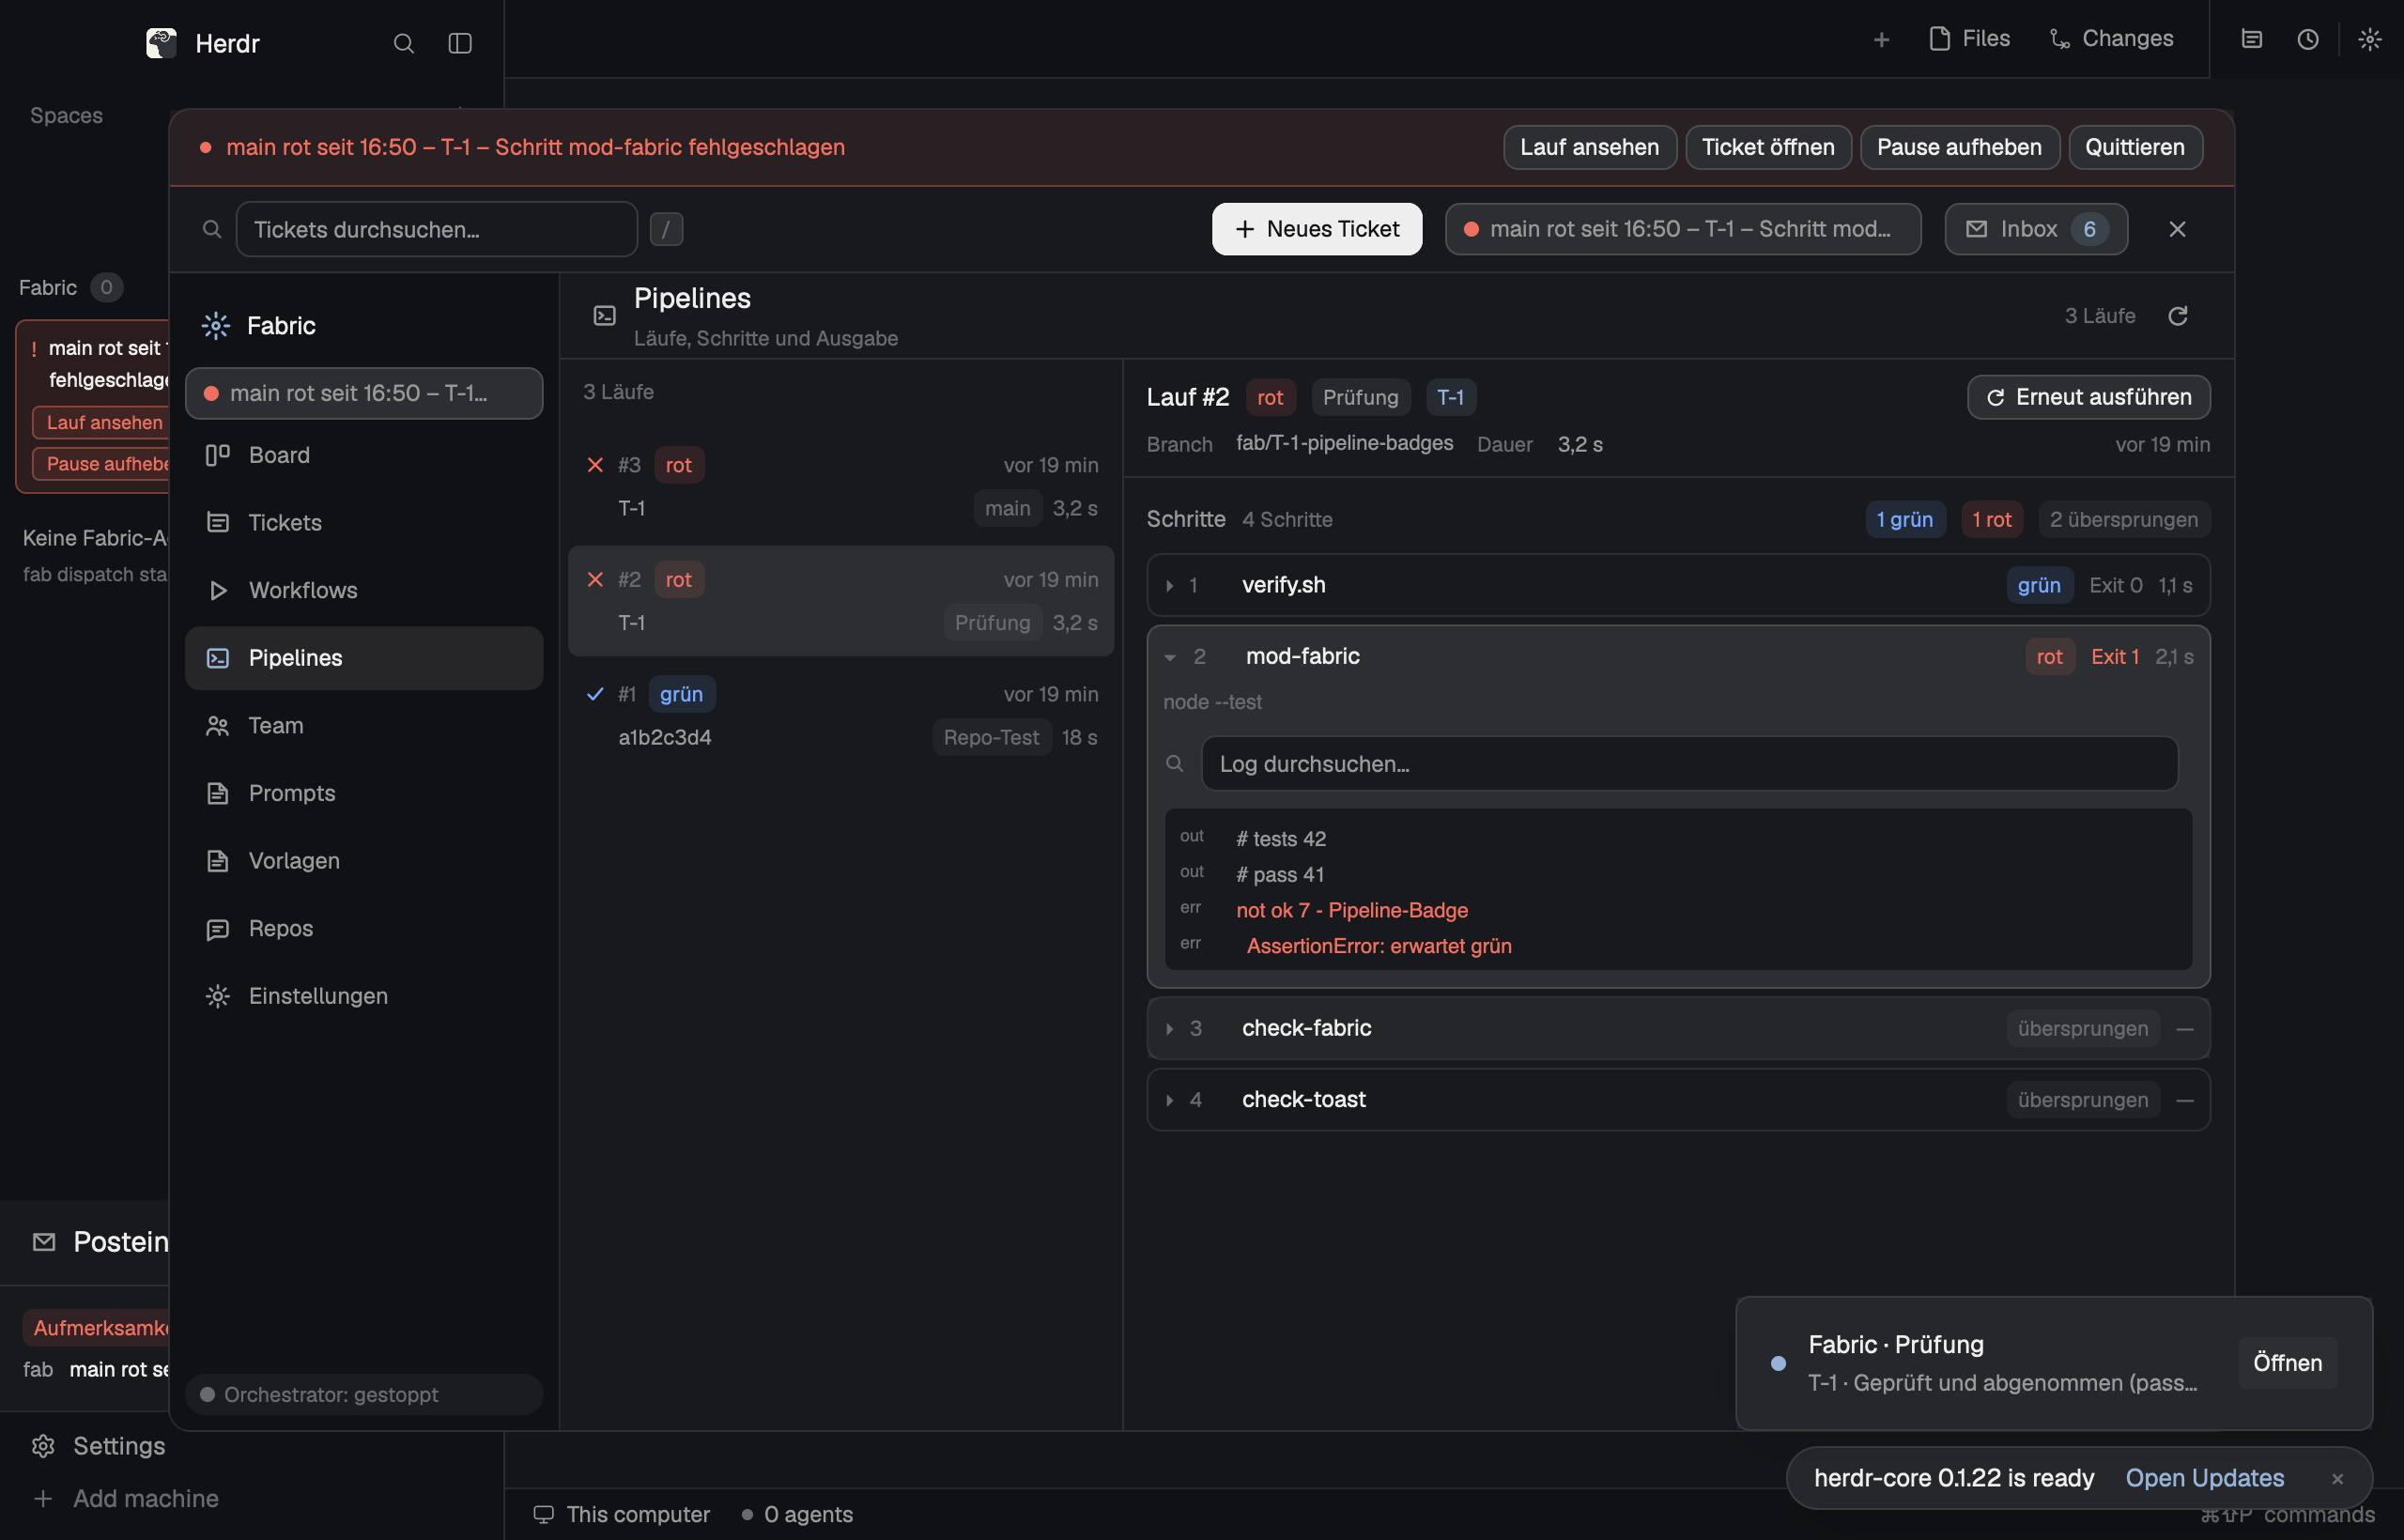 Herdr
+ Files Changes
Spaces
main rot seit 16:50 – T-1 – Schritt mod-fabric fehlgeschlagen
Lauf ansehen
Ticket öffnen
Pause aufheben
Quittieren
Tickets durchsuchen...
/
+ Neues Ticket
main rot seit 16:50 – T-1 – Schritt mod...
Inbox 6
Fabric 0
! main rot seit
fehlgeschlage
Lauf ansehen
Pause aufhebe
Keine Fabric-A
fab dispatch sta
Fabric
main rot seit 16:50 – T-1...
Board
Tickets
Workflows
Pipelines
Team
Prompts
Vorlagen
Repos
Einstellungen
Orchestrator: gestoppt
Pipelines
Läufe, Schritte und Ausgabe
3 Läufe
3 Läufe
#3 rot vor 19 min
T-1 main 3,2 s
#2 rot vor 19 min
T-1 Prüfung 3,2 s
#1 grün vor 19 min
a1b2c3d4 Repo-Test 18 s
Lauf #2 rot Prüfung T-1
Erneut ausführen
Branch fab/T-1-pipeline-badges Dauer 3,2 s
vor 19 min
Schritte 4 Schritte
1 grün 1 rot 2 übersprungen
1 verify.sh grün Exit 0 1,1 s
2 mod-fabric rot Exit 1 2,1 s
node --test
Log durchsuchen...
out # tests 42
out # pass 41
err not ok 7 - Pipeline-Badge
err AssertionError: erwartet grün
3 check-fabric übersprungen —
4 check-toast übersprungen —
Postein
Aufmerksamke
fab main rot se
Settings
+ Add machine
Fabric · Prüfung
T-1 · Geprüft und abgenommen (pass...
Öffnen
herdr-core 0.1.22 is ready Open Updates ×
This computer 0 agents
⌘⇧P commands